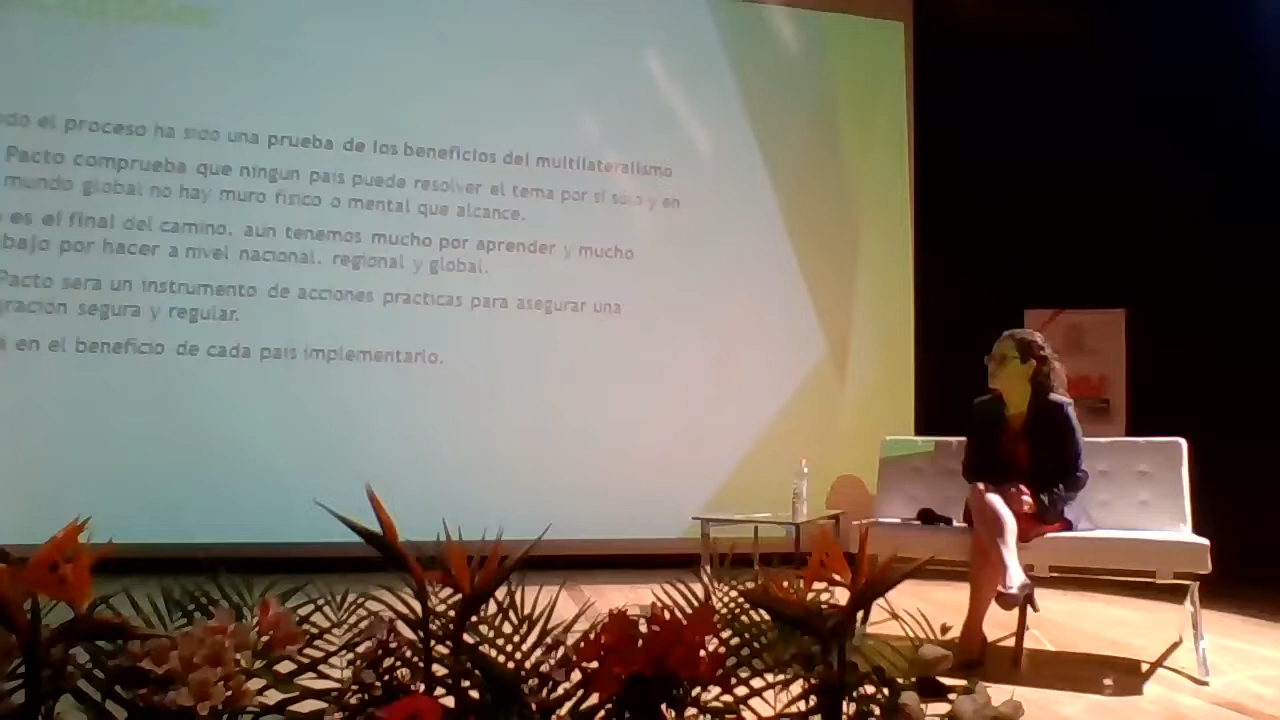 do el proceso ha sido una prueba de los beneficios del multilateralismo
Pacto comprueba que ningun pais puede resolver el tema por si solo y en
mundo global no hay muro fisico o mental que alcance.
es el final del camino, aun tenemos mucho por aprender y mucho
bajo por hacer a nivel nacional, regional y global.
Pacto sera un instrumento de acciones prácticas para asegurar una
gración segura y regular.
en el beneficio de cada pais implementarlo.